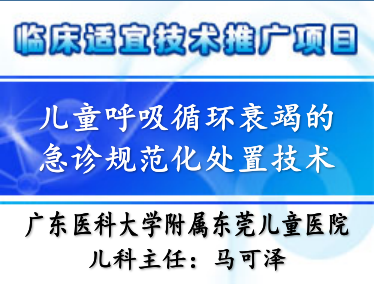 临床适宜技术推广项目
儿童呼吸循环衰竭的
急诊规范化处置技术
广东医科大学附属东莞儿童医院
儿科主任：马可泽